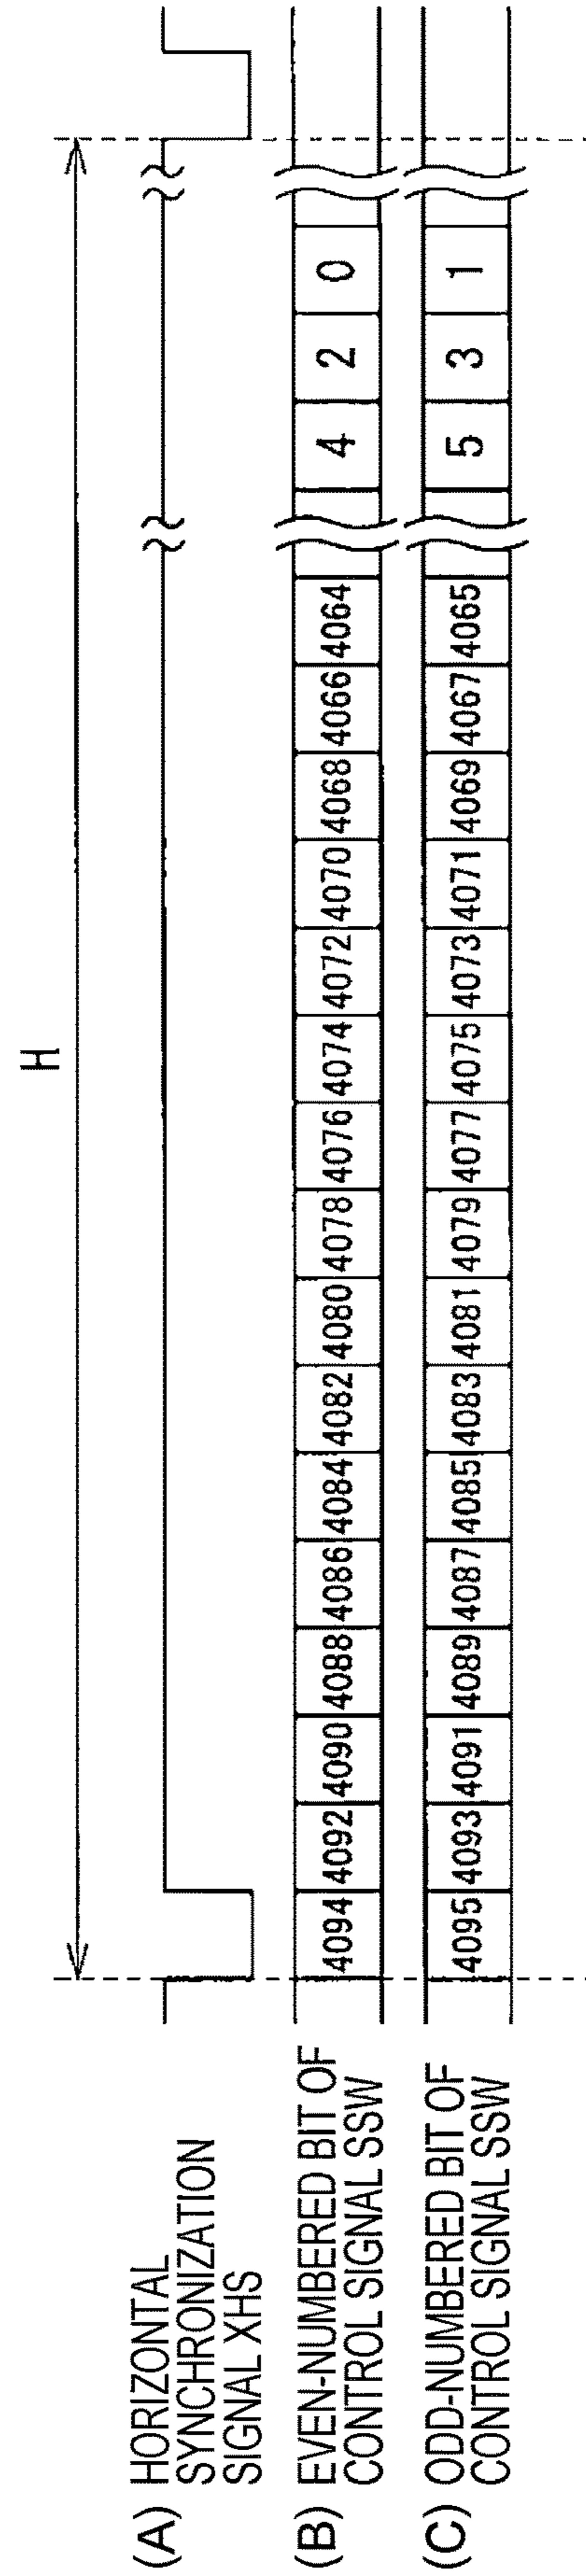 H
(A) HORIZONTAL
SYNCHRONIZATION
SIGNAL XHS
(B) EVEN-NUMBERED BIT OF
CONTROL SIGNAL SSW
4094 4092 4090 4088 4086 4084 4082 4080 4078 4076 4074 4072 4070 4068 4066 4064 4 2 0
(C) ODD-NUMBERED BIT OF
CONTROL SIGNAL SSW
4095 4093 4091 4089 4087 4085 4083 4081 4079 4077 4075 4073 4071 4069 4067 4065 5 3 1